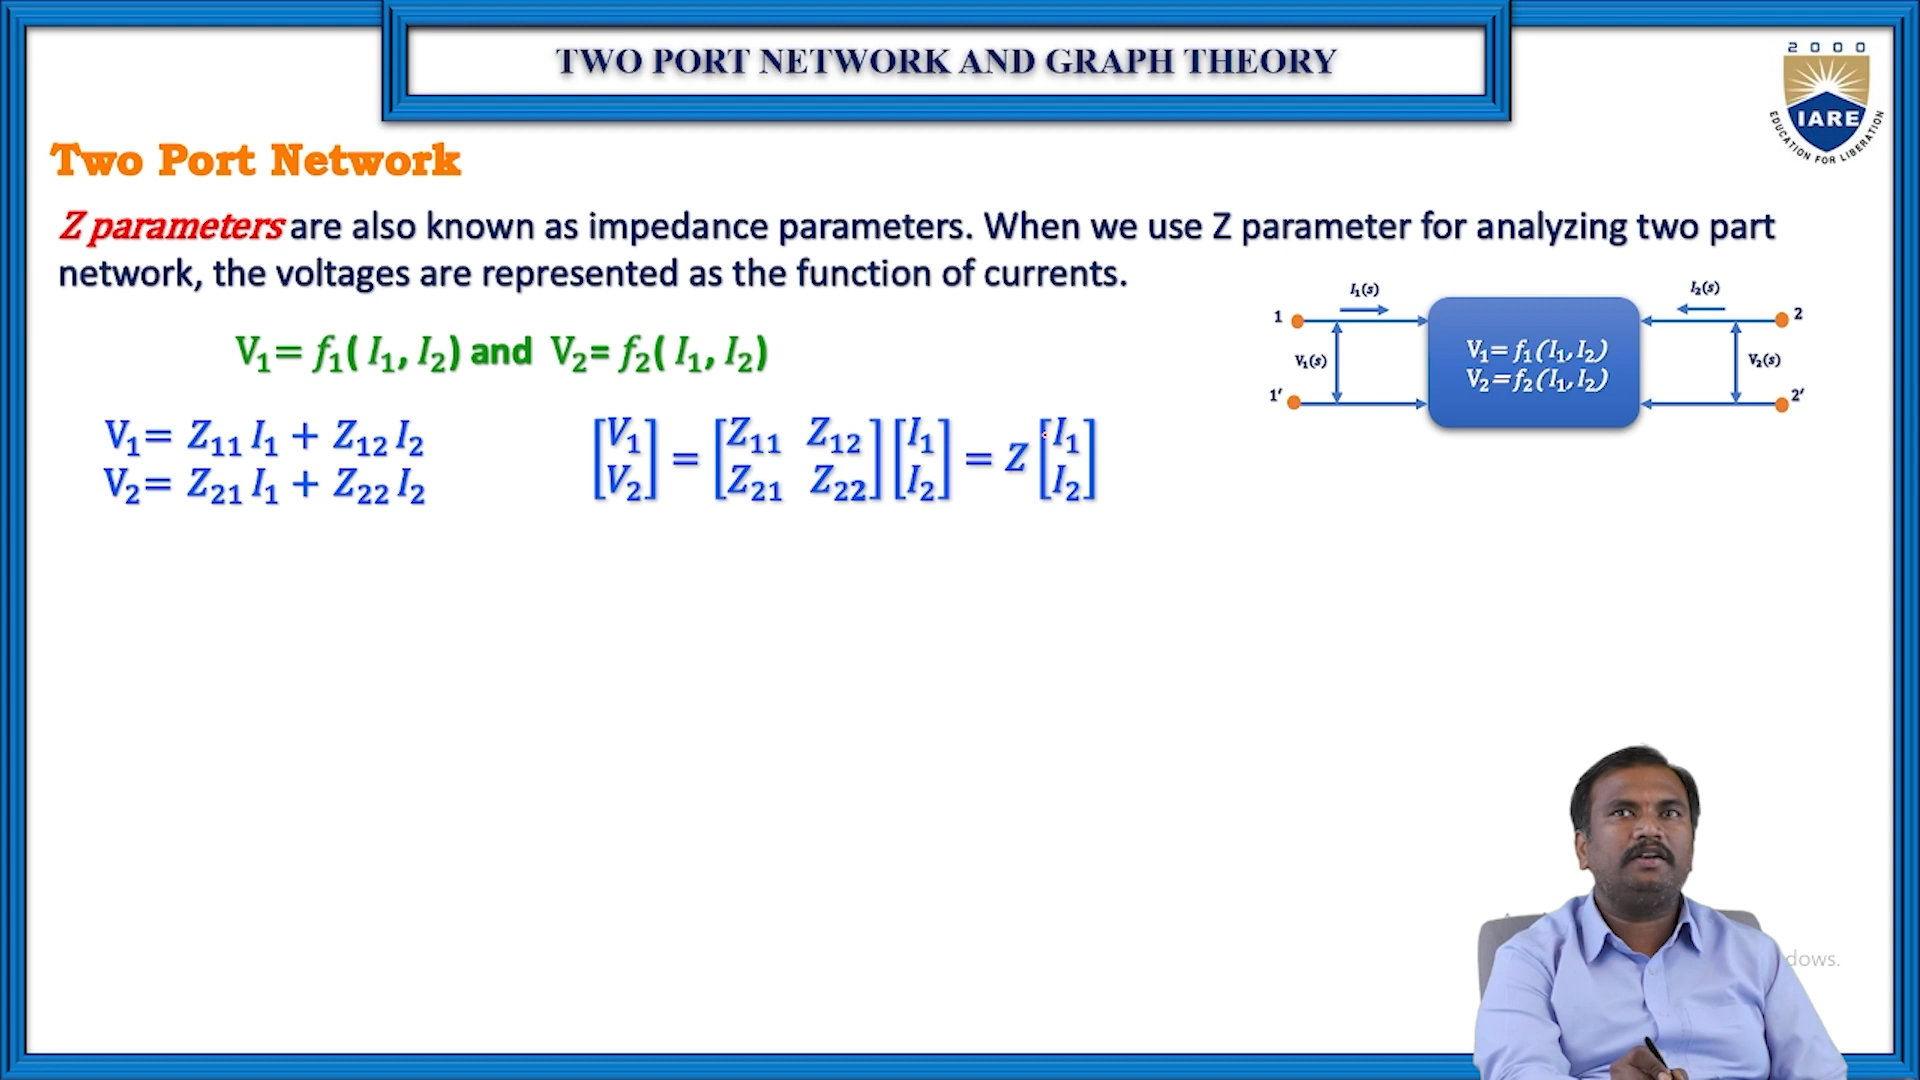 TWO PORT NETWORK AND GRAPH THEORY
2 0 0 0
IARE
EDUCATION FOR LIBERATION
Two Port Network
Z parameters are also known as impedance parameters. When we use Z parameter for analyzing two part
network, the voltages are represented as the function of currents.
V₁= f₁( I₁, I₂) and V₂= f₂( I₁, I₂)
V₁= Z₁₁ I₁ + Z₁₂ I₂
V₂= Z₂₁ I₁ + Z₂₂ I₂
[V₁ V₂] = [Z₁₁ Z₁₂ Z₂₁ Z₂₂] [I₁ I₂] = Z [I₁ I₂]
I₁(s)
I₂(s)
1
2
V₁(s)
V₁= f₁(I₁, I₂)
V₂=f₂(I₁, I₂)
V₂(s)
1'
2'
dows.